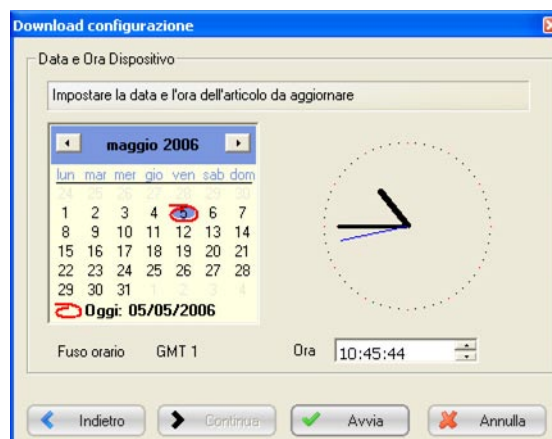 Download configurazione
Data e Ora Dispositivo
Impostare la data e l'ora dell'articolo da aggiornare
maggio 2006
lun mar mer gio ven sab dom
24 25 26 27 28 29 30
1 2 3 4 5 6 7
8 9 10 11 12 13 14
15 16 17 18 19 20 21
22 23 24 25 26 27 28
29 30 31 1 2 3 4
Oggi: 05/05/2006
Fuso orario GMT 1 Ora 10:45:44
Indietro Continua Avvia Annulla